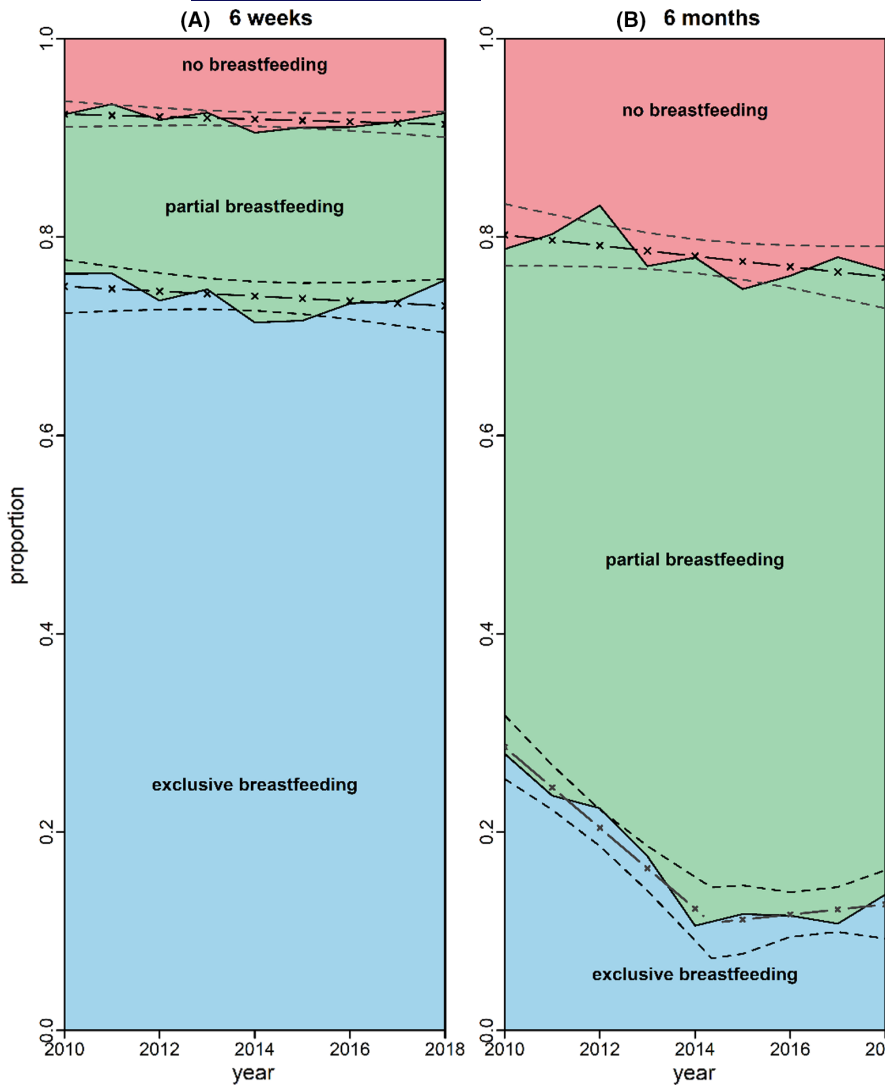 (A) 6 weeks
(B) 6 months
proportion
1.0
0.8
0.6
0.4
0.2
0.0
no breastfeeding
partial breastfeeding
exclusive breastfeeding
2010 2012 2014 2016 2018
year
1.0
0.8
0.6
0.4
0.2
0.0
no breastfeeding
partial breastfeeding
exclusive breastfeeding
2010 2012 2014 2016
year